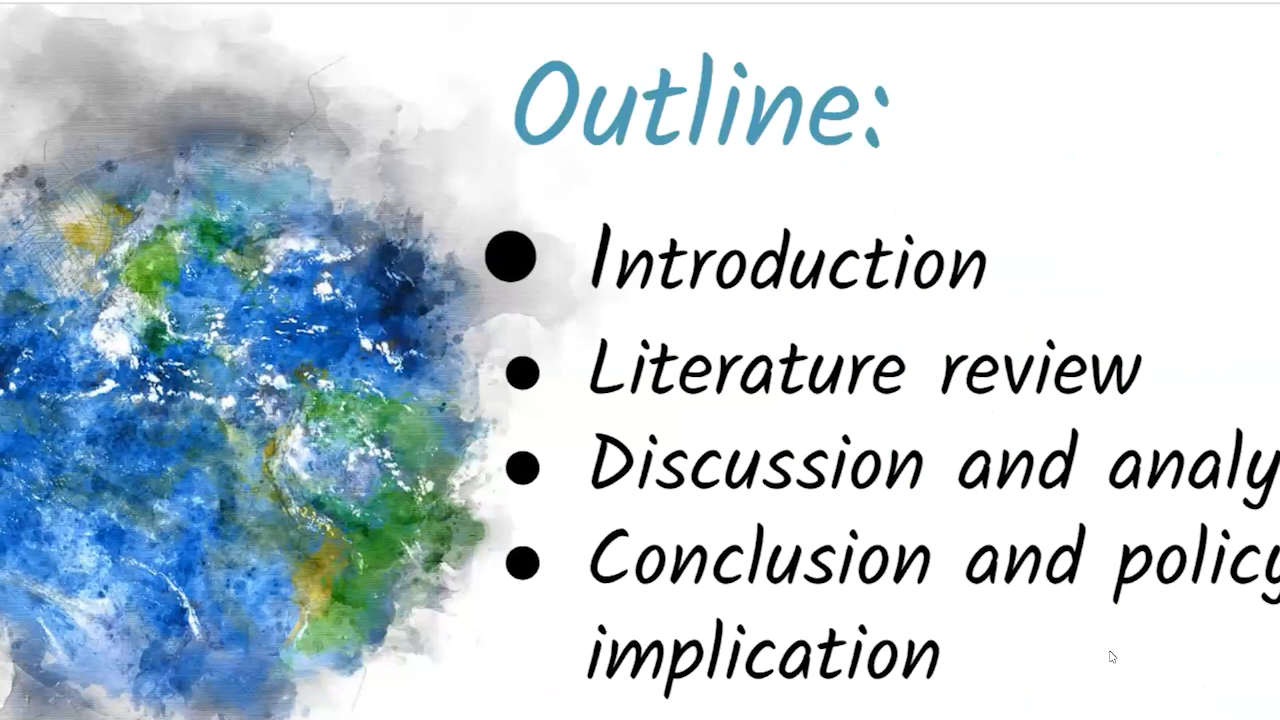 Outline:
Introduction
Literature review
Discussion and analy
Conclusion and policy
implication